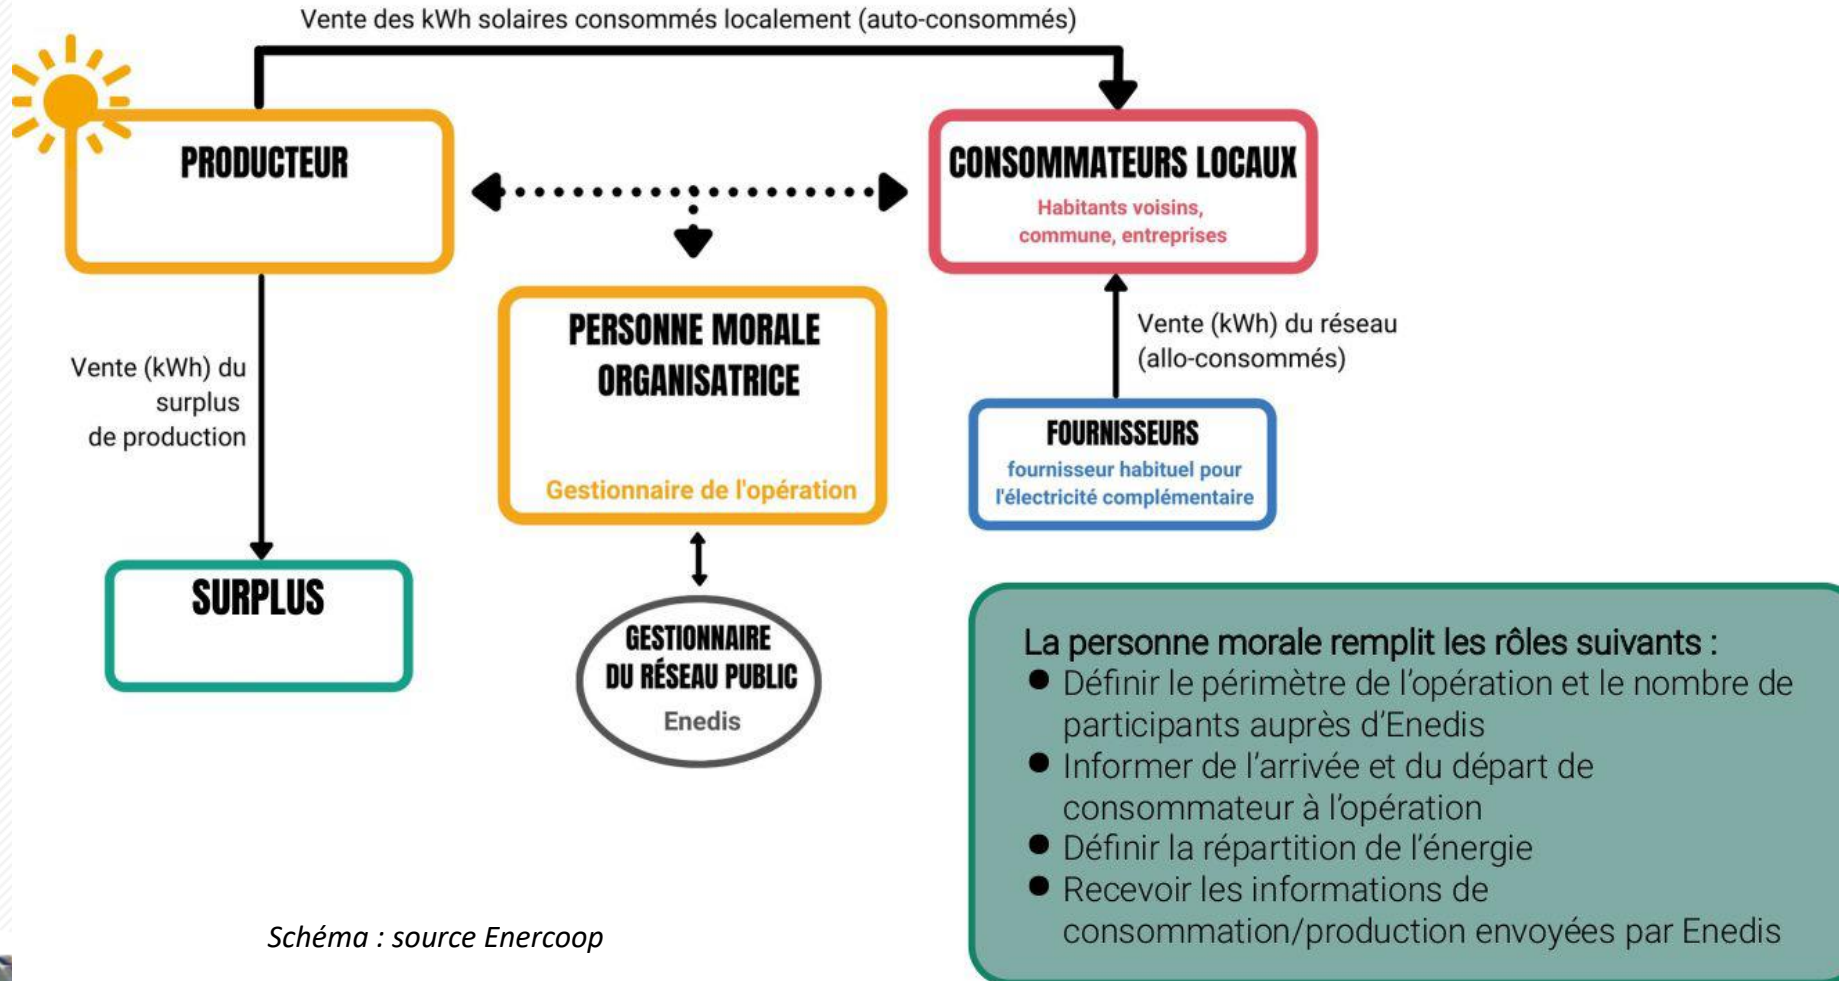 Vente des kWh solaires consommés localement (auto-consommés)
PRODUCTEUR
CONSOMMATEURS LOCAUX
Habitants voisins,
commune, entreprises
PERSONNE MORALE
ORGANISATRICE
Gestionnaire de l'opération
Vente (kWh) du
surplus
de production
Vente (kWh) du réseau
(allo-consommés)
FOURNISSEURS
fournisseur habituel pour
l'électricité complémentaire
SURPLUS
GESTIONNAIRE
DU RÉSEAU PUBLIC
Enedis
La personne morale remplit les rôles suivants :
● Définir le périmètre de l’opération et le nombre de
participants auprès d’Enedis
● Informer de l’arrivée et du départ de
consommateur à l’opération
● Définir la répartition de l’énergie
● Recevoir les informations de
consommation/production envoyées par Enedis
Schéma : source Enercoop